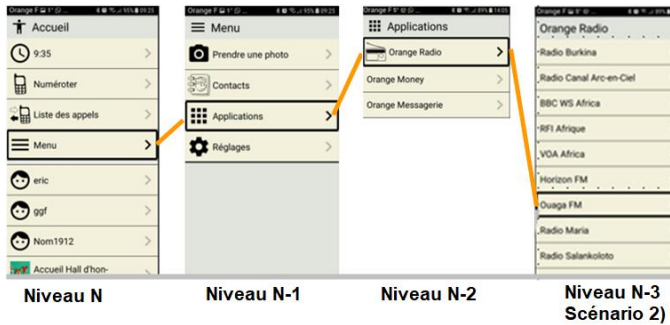 Accueil
9:35
Numéroter
Liste des appels
Menu
eric
ggf
Nom1912
Accueil Hall d'hon-
Niveau N
Menu
Prendre une photo
Contacts
Applications
Réglages
Niveau N-1
Applications
Orange Radio
Orange Money
Orange Messagerie
Niveau N-2
Orange Radio
Radio Burkina
Radio Canal Arc-en-Ciel
BBC WS Africa
RFI Afrique
VOA Africa
Horizon FM
Ouaga FM
Radio Maria
Radio Salankoloto
Niveau N-3
Scénario 2)